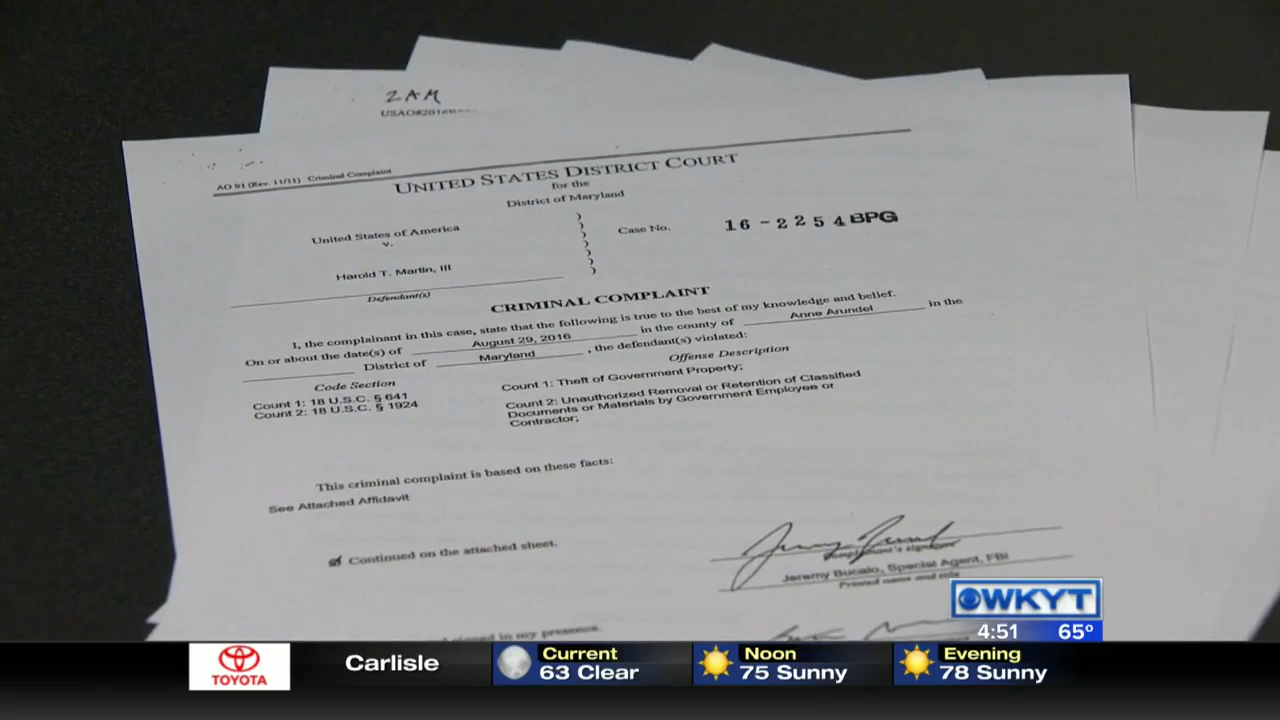 ZAM
AO 91 (Rev. 11/11) Criminal Complaint
UNITED STATES DISTRICT COURT
for the
District of Maryland
United States of America
v.
Harold T. Martin, III
Defendant(s)
)
)
)
)
)
)
Case No.
16-2254BPG
CRIMINAL COMPLAINT
I, the complainant in this case, state that the following is true to the best of my knowledge and belief.
On or about the date(s) of August 29, 2016 in the county of Anne Arundel in the
District of Maryland , the defendant(s) violated:
Code Section
Offense Description
Count 1: 18 U.S.C. § 641
Count 2: 18 U.S.C. § 1924
Count 1: Theft of Government Property;
Count 2: Unauthorized Removal or Retention of Classified
Documents or Materials by Government Employee or
Contractor;
This criminal complaint is based on these facts:
See Attached Affidavit
Continued on the attached sheet.
Complainant's signature
Jeremy Bucalo, Special Agent, FBI
Printed name and title
signed in my presence.
WKYT
4:51 65°
TOYOTA
Carlisle
Current
63 Clear
Noon
75 Sunny
Evening
78 Sunny